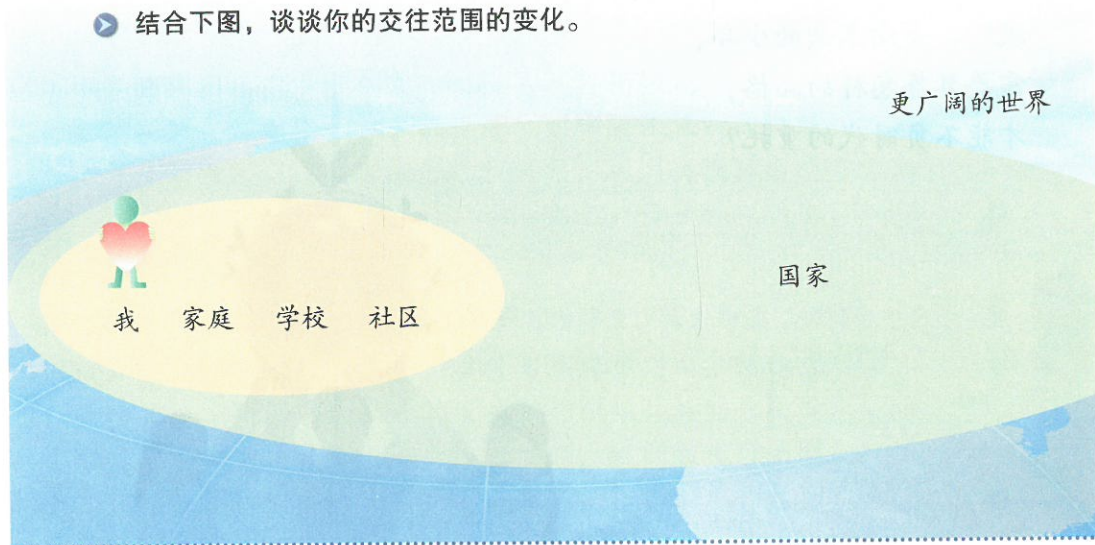 结合下图，谈谈你的交往范围的变化。
更广阔的世界
国家
我 家庭 学校 社区